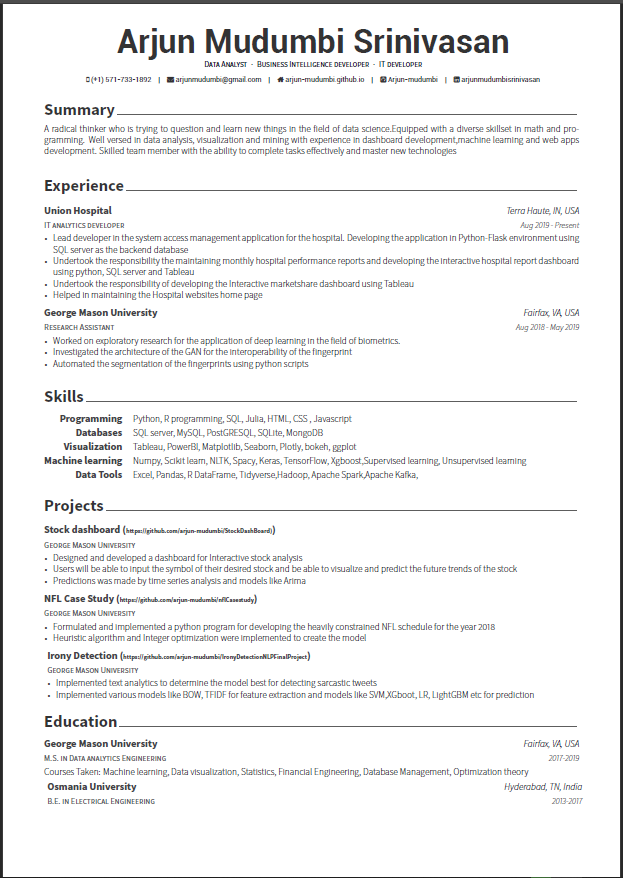 Arjun Mudumbi Srinivasan
Data Analyst · Business Intelligence developer · IT developer
(+1) 571-733-1892 | arjunmudumbi@gmail.com | arjun-mudumbi.github.io | Arjun-mudumbi | arjunmudumbisrinivasan
Summary
A radical thinker who is trying to question and learn new things in the field of data science.Equipped with a diverse skillset in math and pro-
gramming. Well versed in data analysis, visualization and mining with experience in dashboard development,machine learning and web apps
development. Skilled team member with the ability to complete tasks effectively and master new technologies
Experience
Union Hospital Terra Haute, IN, USA
IT analytics developer Aug 2019 - Present
• Lead developer in the system access management application for the hospital. Developing the application in Python-Flask environment using
SQL server as the backend database
• Undertook the responsibility the maintaining monthly hospital performance reports and developing the interactive hospital report dashboard
using python, SQL server and Tableau
• Undertook the responsibility of developing the Interactive marketshare dashboard using Tableau
• Helped in maintaining the Hospital websites home page
George Mason University Fairfax, VA, USA
Research Assistant Aug 2018 - May 2019
• Worked on exploratory research for the application of deep learning in the field of biometrics.
• Investigated the architecture of the GAN for the interoperability of the fingerprint
• Automated the segmentation of the fingerprints using python scripts
Skills
Programming Python, R programming, SQL, Julia, HTML, CSS , Javascript
Databases SQL server, MySQL, PostGRESQL, SQLite, MongoDB
Visualization Tableau, PowerBI, Matplotlib, Seaborn, Plotly, bokeh, ggplot
Machine learning Numpy, Scikit learn, NLTK, Spacy, Keras, TensorFlow, Xgboost,Supervised learning, Unsupervised learning
Data Tools Excel, Pandas, R DataFrame, Tidyverse,Hadoop, Apache Spark,Apache Kafka,
Projects
Stock dashboard (https://github.com/arjun-mudumbi/StockDashBoard))
George Mason University
• Designed and developed a dashboard for Interactive stock analysis
• Users will be able to input the symbol of their desired stock and be able to visualize and predict the future trends of the stock
• Predictions was made by time series analysis and models like Arima
NFL Case Study (https://github.com/arjun-mudumbi/nflCasestudy)
George Mason University
• Formulated and implemented a python program for developing the heavily constrained NFL schedule for the year 2018
• Heuristic algorithm and Integer optimization were implemented to create the model
Irony Detection (https://github.com/arjun-mudumbi/IronyDetectionNLPFinalProject)
George Mason University
• Implemented text analytics to determine the model best for detecting sarcastic tweets
• Implemented various models like BOW, TFIDF for feature extraction and models like SVM,XGboot, LR, LightGBM etc for prediction
Education
George Mason University Fairfax, VA, USA
M.S. in Data analytics Engineering 2017-2019
Courses Taken: Machine learning, Data visualization, Statistics, Financial Engineering, Database Management, Optimization theory
Osmania University Hyderabad, TN, India
B.E. in Electrical Engineering 2013-2017